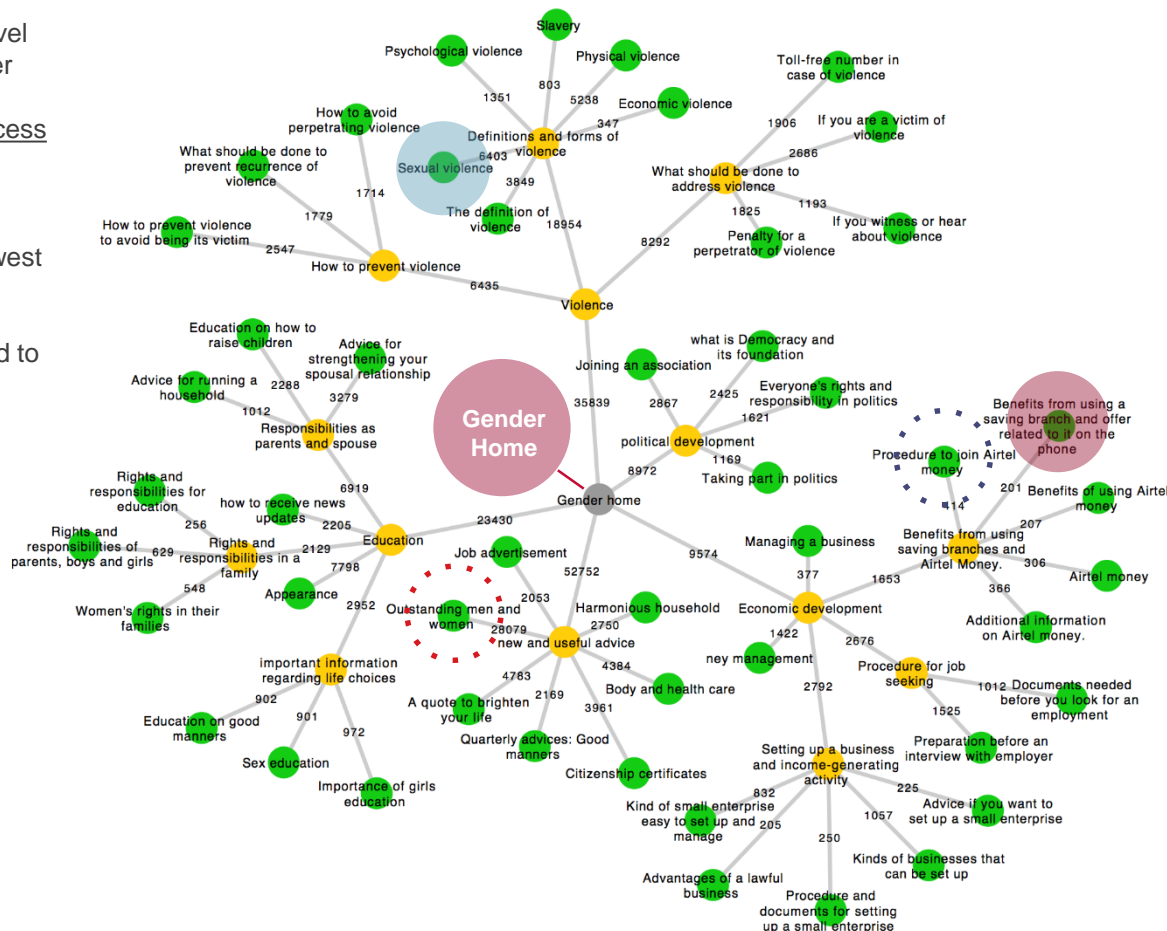 vel
er
cess
vest
d to
Slavery
Psychological violence
Physical violence
803
1351
5238
Economic violence
347
How to avoid
perpetrating violence
Definitions and forms of
violence
6403
Sexual violence
3849
What should be done to
prevent recurrence of
violence
1714
1779
The definition of
violence
18954
How to prevent violence
to avoid being its victim
2547
How to prevent violence
6435
Toll-free number in
case of violence
1906
If you are a victim of
violence
2686
What should be done to
address violence
1193
1825
If you witness or hear
about violence
Penalty for a
perpetrator of violence
8292
Violence
35839
Education on how to
raise children
Advice for
strengthening your
spousal relationship
2288
3279
Advice for running a
household
1012
Responsibilities as
parents and spouse
6919
Gender
Home
what is Democracy and
its foundation
Joining an association
2425
2867
Everyone's rights and
responsibility in politics
1621
political development
1169
Taking part in politics
8972
Gender home
Benefits from using a
saving branch and offer
related to it on the
phone
Procedure to join Airtel
money
414
201
Benefits of using Airtel
money
207
Benefits from using
saving branches and
Airtel Money.
306
Airtel money
366
Additional information
on Airtel money.
1653
Rights and
responsibilities for
education
how to receive news
updates
2205
256
Rights and
responsibilities of
parents, boys and girls
629
Rights and
responsibilities in a
family
2129
Education
23430
548
Women's rights in their
families
7798
Appearance
2952
important information
regarding life choices
902
901
972
Education on good
manners
Sex education
Importance of girls
education
Job advertisement
52752
2053
Outstanding men and
women
28079
Harmonious household
2750
new and useful advice
4783
4384
2169
3961
Body and health care
A quote to brighten
your life
Quarterly advices: Good
manners
Citizenship certificates
9574
Managing a business
377
Economic development
1422
ney management
2676
2792
Procedure for job
seeking
1012
Documents needed
before you look for an
employment
1525
Preparation before an
interview with employer
Setting up a business
and income-generating
activity
832
225
Kind of small enterprise
easy to set up and
manage
205
1057
Advice if you want to
set up a small enterprise
250
Kinds of businesses that
can be set up
Advantages of a lawful
business
Procedure and
documents for setting
up a small enterprise